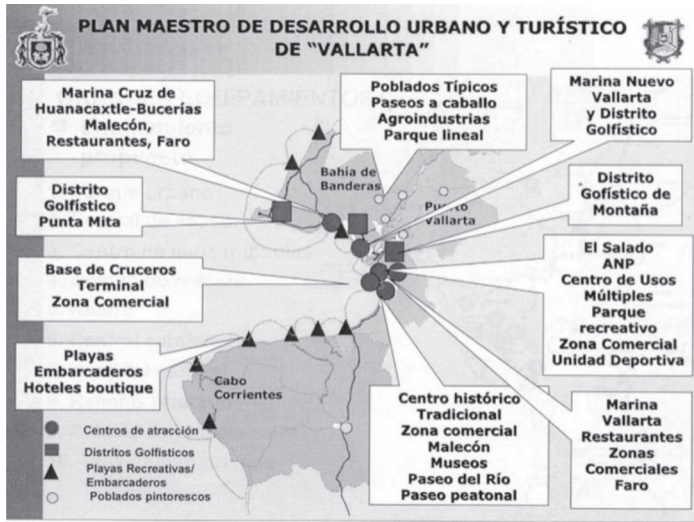 PLAN MAESTRO DE DESARROLLO URBANO Y TURÍSTICO
DE “VALLARTA”
Marina Cruz de
Huanacaxtle-Bucerías
Malecón,
Restaurantes, Faro
Poblados Típicos
Paseos a caballo
Agroindustrias
Parque lineal
Marina Nuevo
Vallarta
y Distrito
Golfístico
Distrito
Golfístico
Punta Mita
Distrito
Gofístico de
Montaña
Base de Cruceros
Terminal
Zona Comercial
El Salado
ANP
Centro de Usos
Múltiples
Parque
recreativo
Zona Comercial
Unidad Deportiva
Playas
Embarcaderos
Hoteles boutique
Centro histórico
Tradicional
Zona comercial
Malecón
Museos
Paseo del Río
Paseo peatonal
Marina
Vallarta
Restaurantes
Zonas
Comerciales
Faro
Bahía de
Banderas
Puerto
Vallarta
Cabo
Corrientes
Centros de atracción
Distritos Golfísticos
Playas Recreativas/
Embarcaderos
Poblados pintorescos